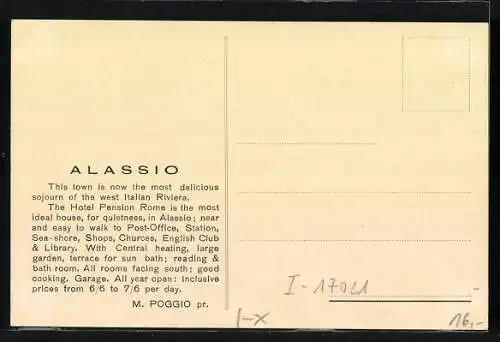 ALASSIO
This town is now the most delicious
sojourn of the west Italian Riviera.
The Hotel Pension Rome is the most
ideal house, for quietness, in Alassio; near
and easy to walk to Post-Office, Station,
Sea-shore, Shops, Churces, English Club
& Library. With Central heating, large
garden, terrace for sun bath; reading &
bath room. All rooms facing south; good
cooking. Garage. All year open: inclusive
prices from 6/6 to 7/6 per day.
M. POGGIO pr.
I-17021
I-X
16,-